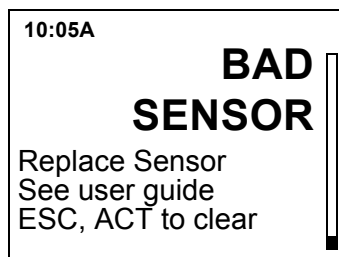 10:05A
BAD
SENSOR
Replace Sensor
See user guide
ESC, ACT to clear